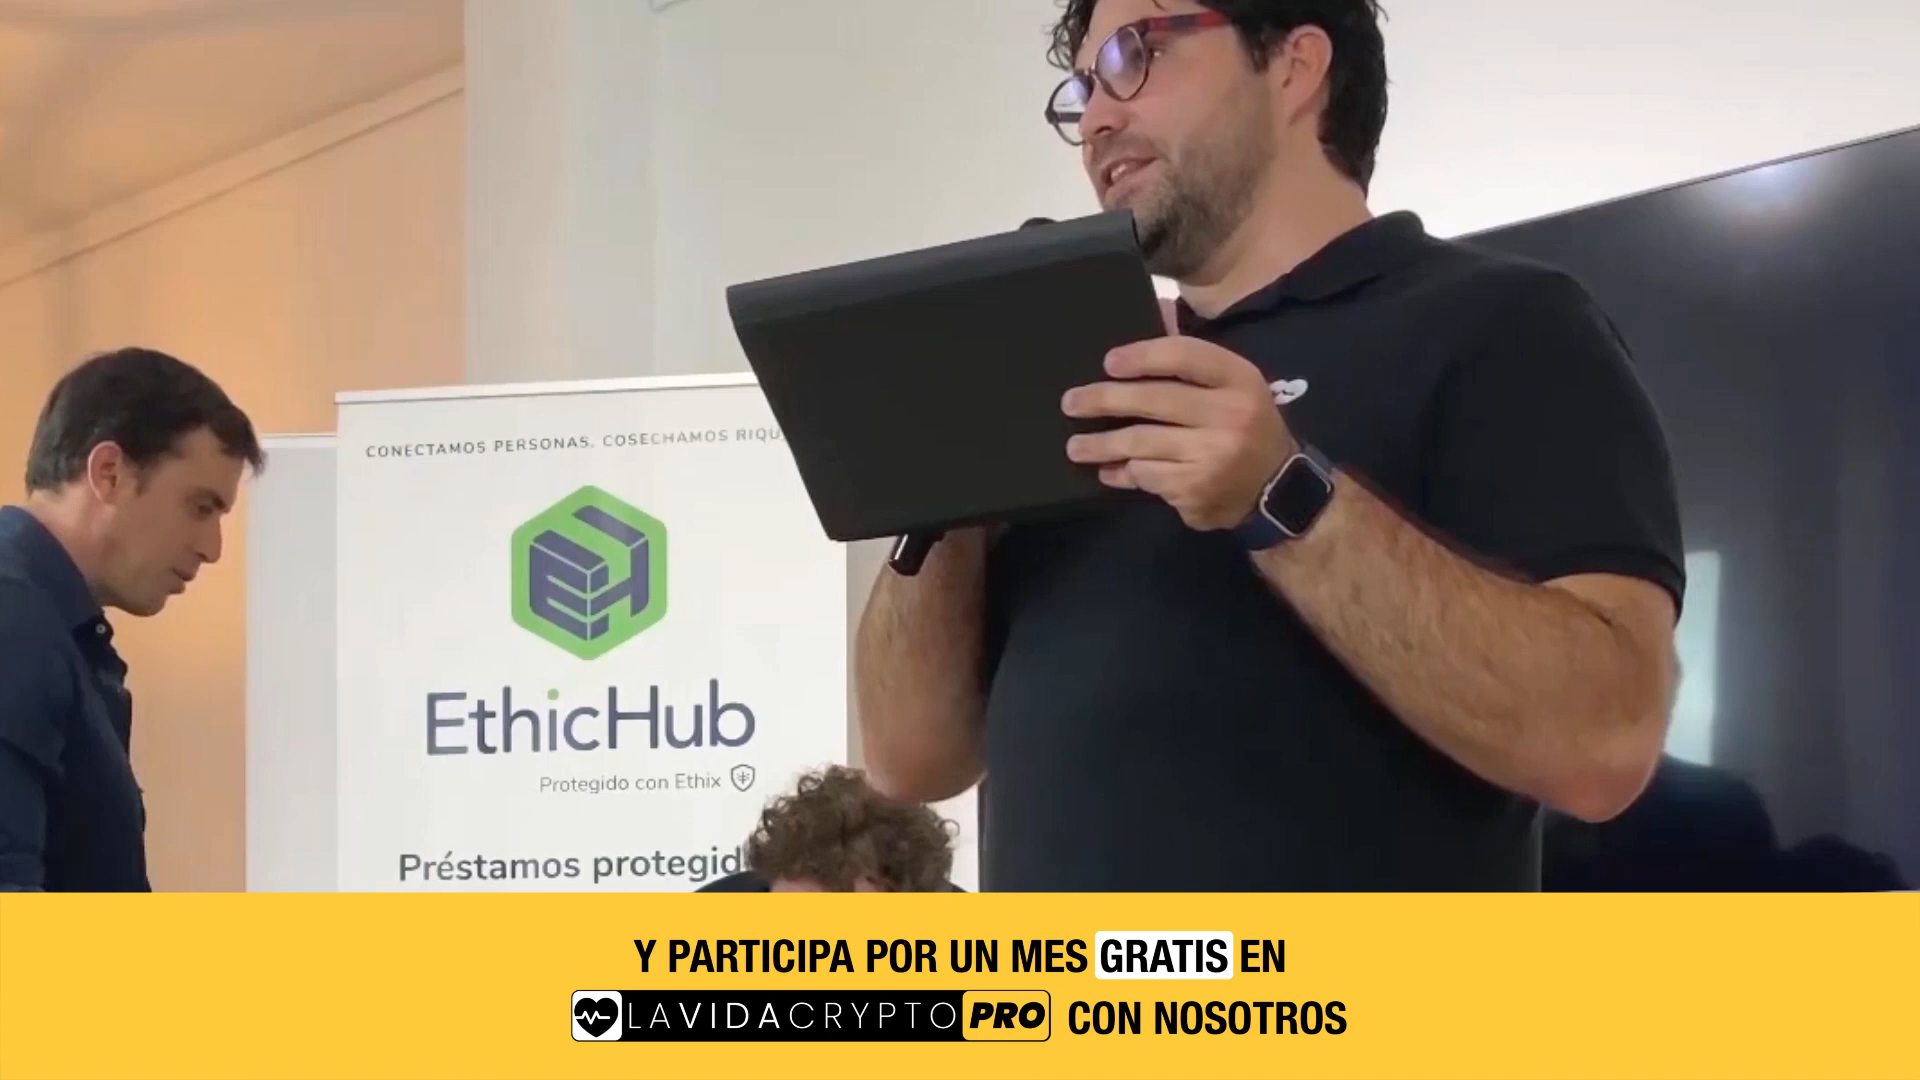 CONECTAMOS PERSONAS. COSECHAMOS
EthicHub
Protegido con Ethix
Préstamos
Y PARTICIPA POR UN MES GRATIS EN
LAVIDACRYPTO PRO CON NOSOTROS